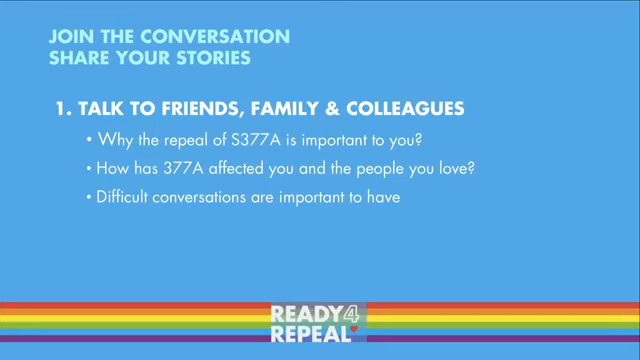 JOIN THE CONVERSATION
SHARE YOUR STORIES
1. TALK TO FRIENDS, FAMILY & COLLEAGUES
• Why the repeal of S377A is important to you?
• How has 377A affected you and the people you love?
• Difficult conversations are important to have
READY4
REPEAL